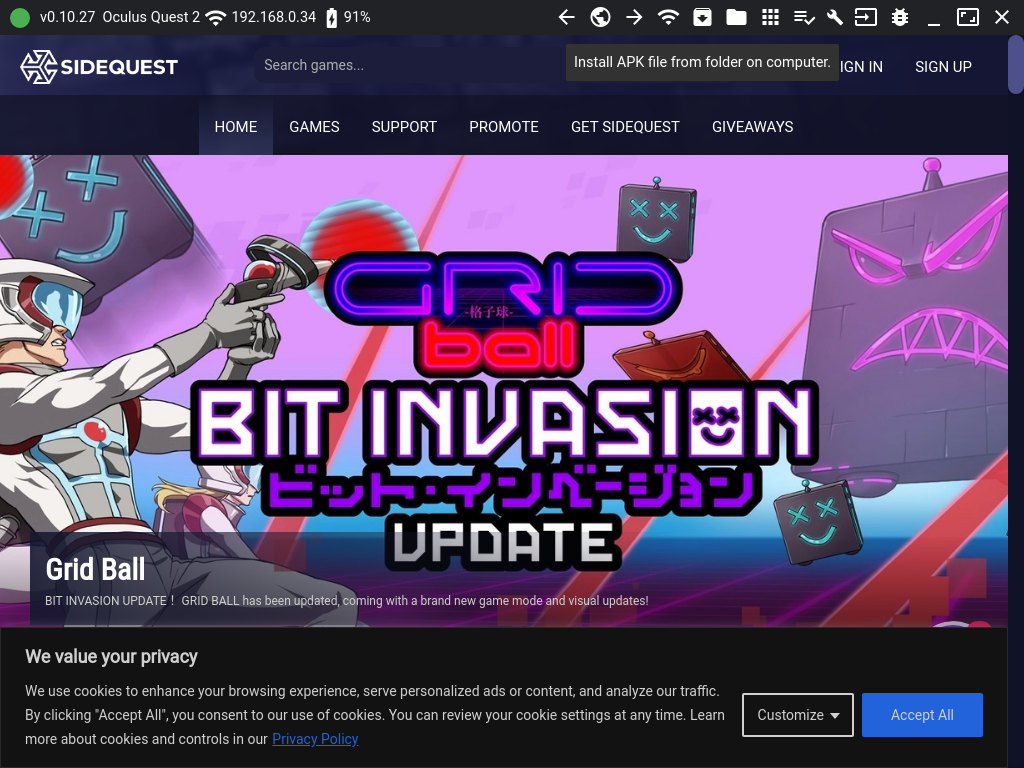 v0.10.27 Oculus Quest 2 192.168.0.34 91%
SIDEQUEST
Search games...
Install APK file from folder on computer.
IGN IN
SIGN UP
HOME GAMES SUPPORT PROMOTE GET SIDEQUEST GIVEAWAYS
GRID
-格子球-
ball
BIT INVASION
ビット・インベージョン
UPDATE
Grid Ball
BIT INVASION UPDATE！ GRID BALL has been updated, coming with a brand new game mode and visual updates!
We value your privacy
We use cookies to enhance your browsing experience, serve personalized ads or content, and analyze our traffic.
By clicking "Accept All", you consent to our use of cookies. You can review your cookie settings at any time. Learn
more about cookies and controls in our Privacy Policy
Customize
Accept All